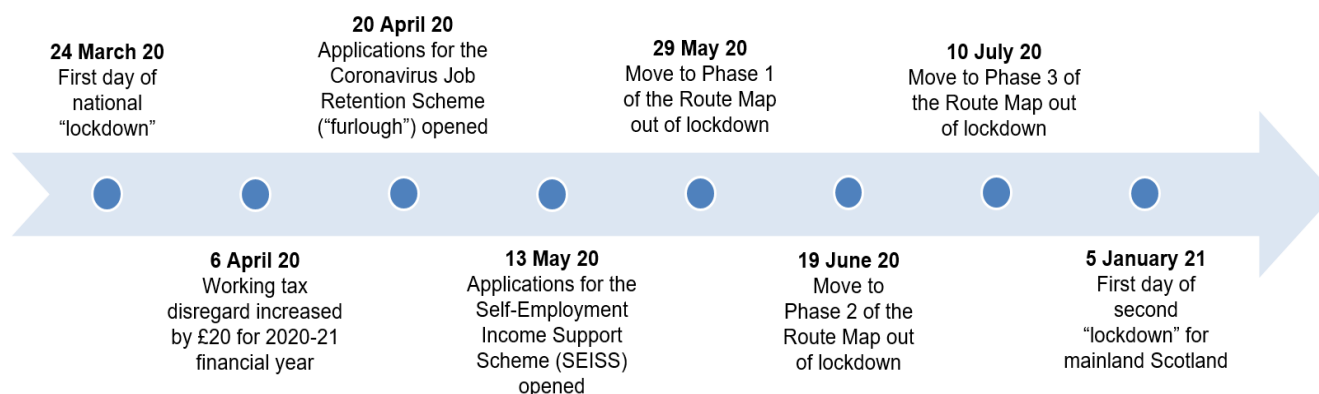 24 March 20
First day of
national
“lockdown”
6 April 20
Working tax
disregard increased
by £20 for 2020-21
financial year
20 April 20
Applications for the
Coronavirus Job
Retention Scheme
(“furlough”) opened
13 May 20
Applications for the
Self-Employment
Income Support
Scheme (SEISS)
opened
29 May 20
Move to Phase 1
of the Route Map
out of lockdown
19 June 20
Move to
Phase 2 of the
Route Map out
of lockdown
10 July 20
Move to Phase 3 of
the Route Map out
of lockdown
5 January 21
First day of
second
“lockdown” for
mainland Scotland